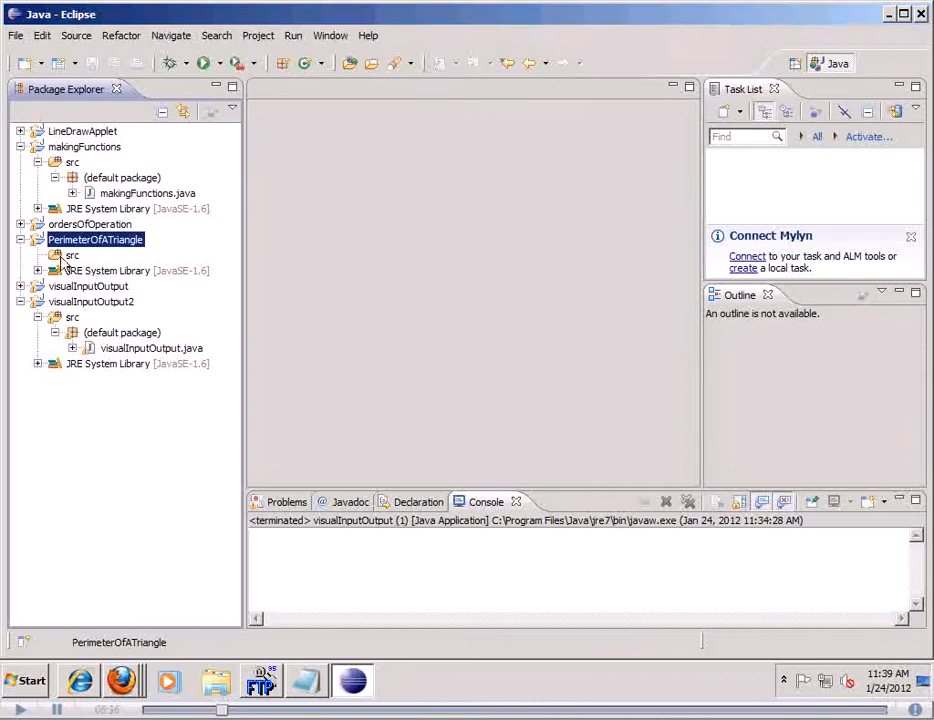 Java - Eclipse
File Edit Source Refactor Navigate Search Project Run Window Help
Java
Package Explorer
LineDrawApplet
makingFunctions
src
(default package)
makingFunctions.java
JRE System Library [JavaSE-1.6]
ordersOfOperation
PerimeterOfATriangle
src
JRE System Library [JavaSE-1.6]
visualInputOutput
visualInputOutput2
src
(default package)
visualInputOutput.java
JRE System Library [JavaSE-1.6]
Task List
Find All Activate...
Connect Mylyn
Connect to your task and ALM tools or
create a local task.
Outline
An outline is not available.
Problems @ Javadoc Declaration Console
<terminated> visualInputOutput (1) [Java Application] C:\Program Files\Java\jre7\bin\javaw.exe (Jan 24, 2012 11:34:28 AM)
PerimeterOfATriangle
Start
95
FTP
11:39 AM
1/24/2012